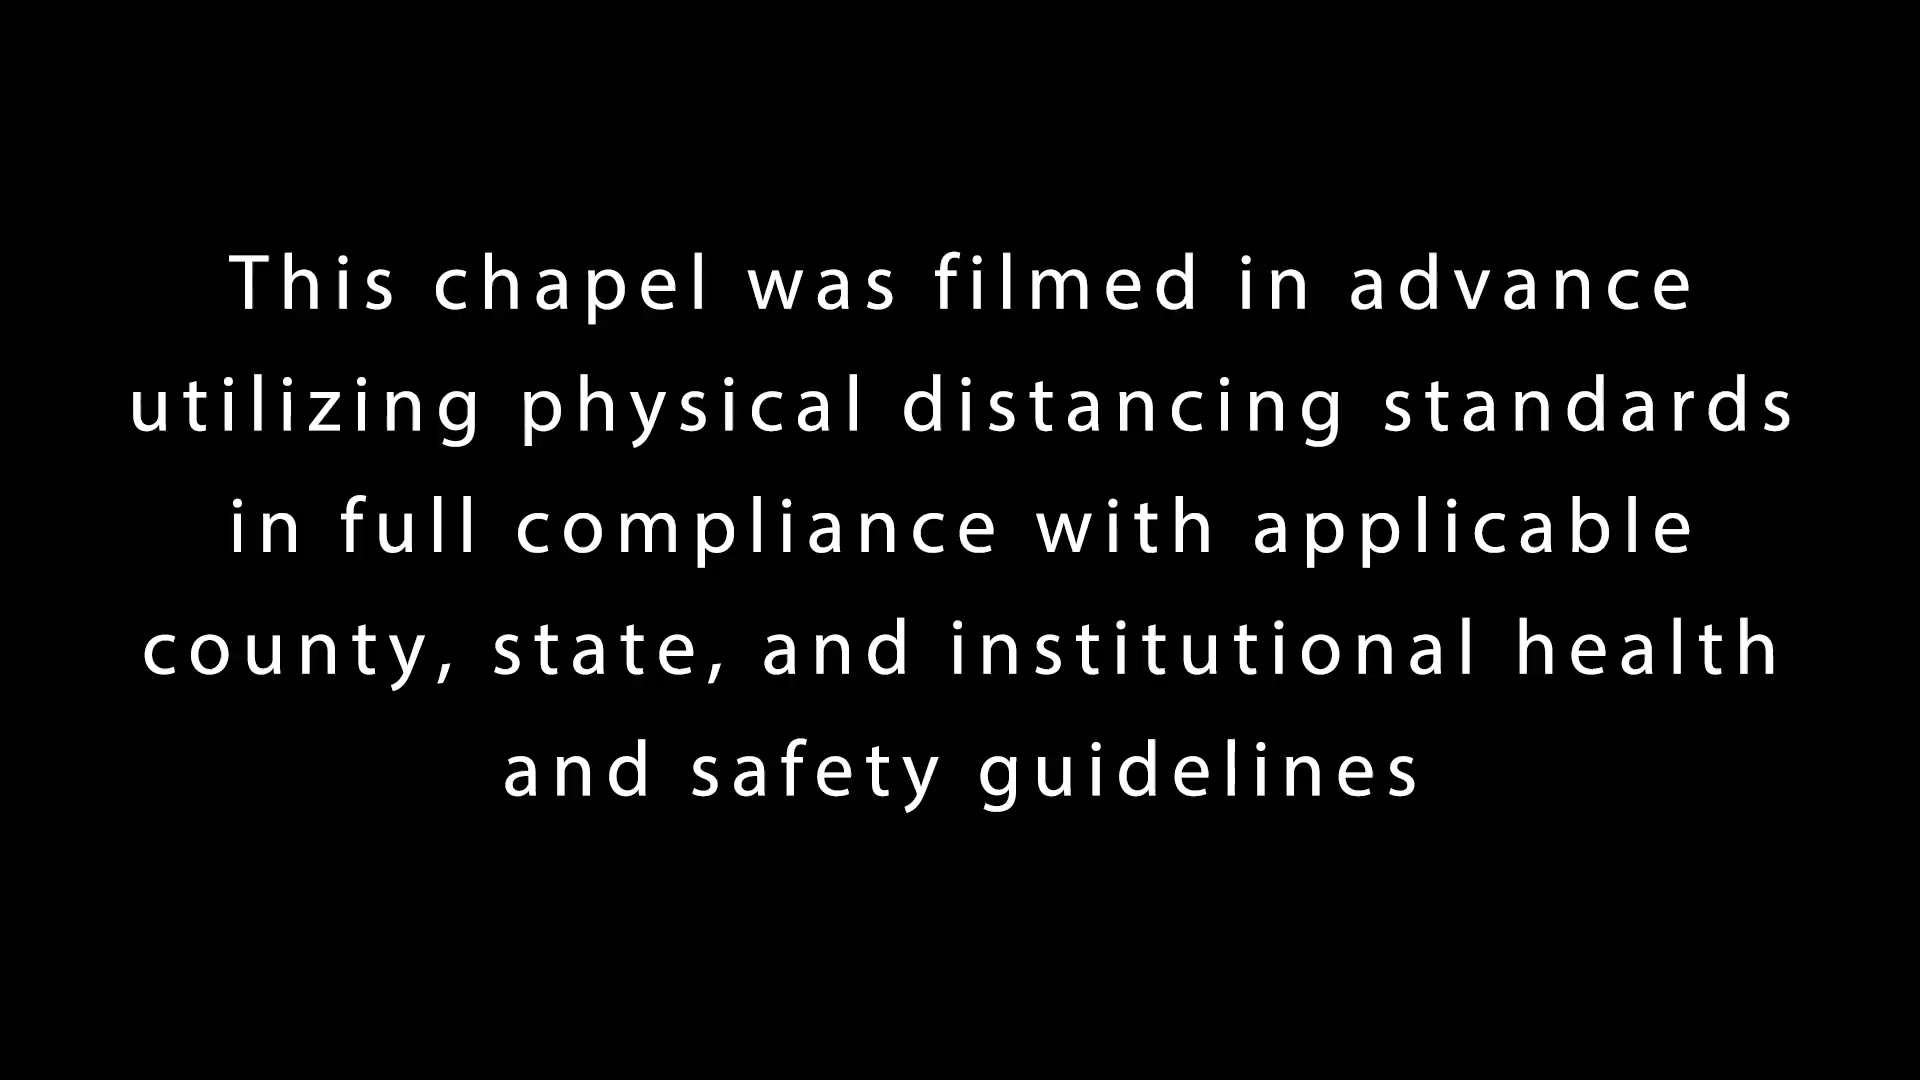 This chapel was filmed in advance
utilizing physical distancing standards
in full compliance with applicable
county, state, and institutional health
and safety guidelines